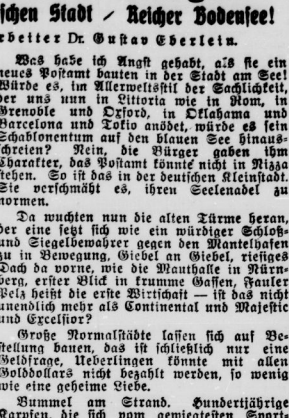 schen Stadt / Reicher Bodensee!
rbeiter Dr. Gustav Eberlein.
Was habe ich Angst gehabt, als sie ein
neues Postamt bauten in der Stadt am See!
Würde es, im Allerweltsstil der Sachlichkeit,
der uns nun in Littoria wie in Rom, in
Grenoble und Oxford, in Oklahama und
Barcelona und Tokio anödet, würde es sein
Schablonentum auf den blauen See hinaus-
schreien? Nein, die Bürger gaben ihm
Charakter, das Postamt könnte nicht in Nizza
stehen. So ist das in der deutschen Kleinstadt.
Sie verschmäht es, ihren Seelenadel zu
normen.
Da wuchten nun die alten Türme heran,
der eine setzt sich wie ein würdiger Schloß-
und Siegelbewahrer gegen den Mantelhafen
zu in Bewegung, Giebel an Giebel, riesiges
Dach da vorne, wie die Mauthalle in Nürn-
berg, erster Blick in krumme Gassen, Fauler
Pelz heißt die erste Wirtschaft — ist das nicht
unendlich mehr als Continental und Majestic
und Excelsior?
Große Normalstädte lassen sich auf Be-
stellung bauen, das ist schließlich nur eine
Geldfrage, Ueberlingen könnte mit allen
Golddollars nicht bezahlt werden, so wenig
wie eine geheime Liebe.
Bummel am Strand. Hundertjährige
Karpfen, die sich vom gemiegtesten Sport